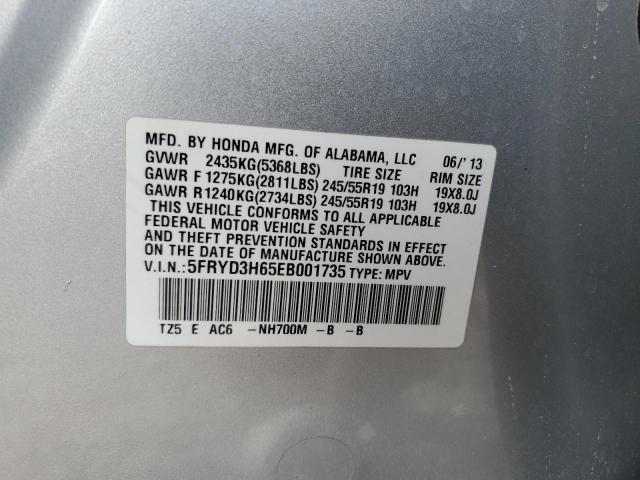 MFD. BY HONDA MFG. OF ALABAMA, LLC 06/'13
GVWR 2435KG(5368LBS) TIRE SIZE RIM SIZE
GAWR F 1275KG(2811LBS) 245/55R19 103H 19X8.0J
GAWR R1240KG(2734LBS) 245/55R19 103H 19X8.0J
THIS VEHICLE CONFORMS TO ALL APPLICABLE
FEDERAL MOTOR VEHICLE SAFETY
AND THEFT PREVENTION STANDARDS IN EFFECT
ON THE DATE OF MANUFACTURE SHOWN ABOVE.
V.I.N.: 5FRYD3H65EB001735 TYPE: MPV
TZ5 E AC6 -NH700M -B -B